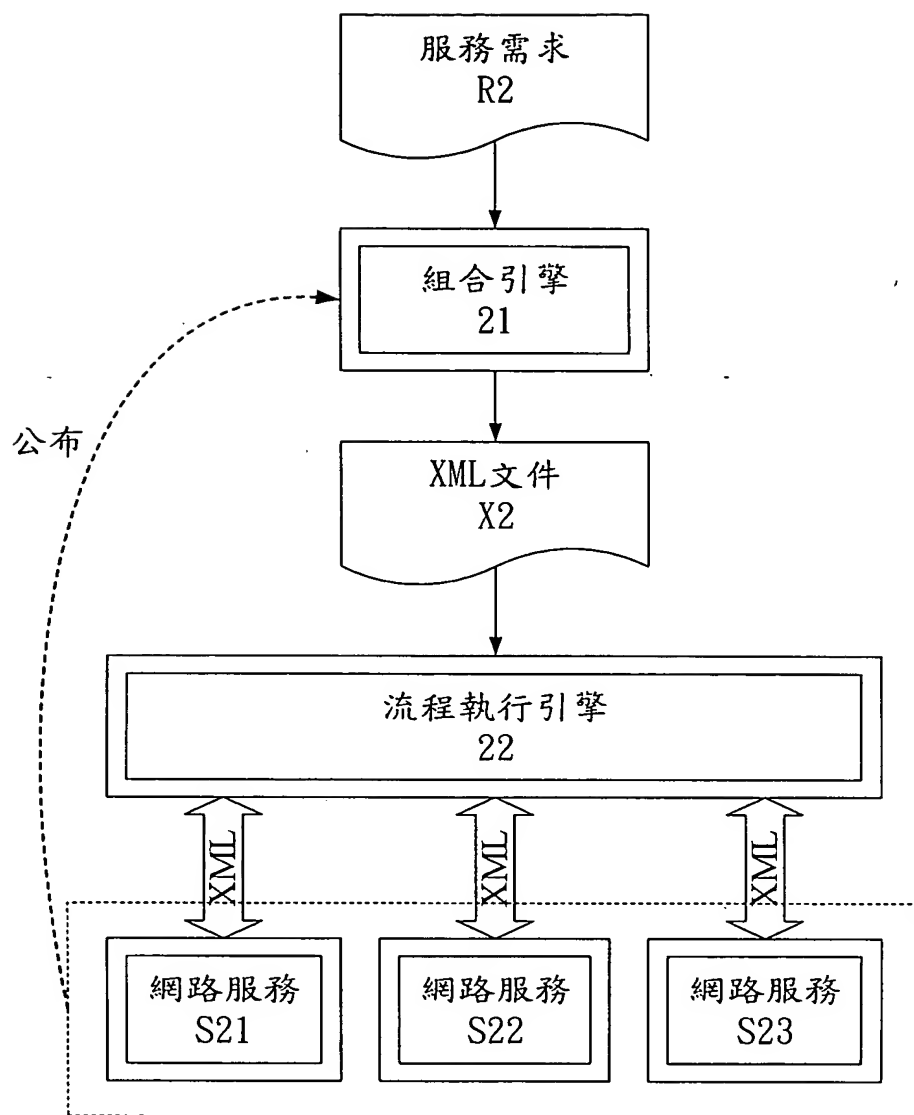 服務需求
R2
組合引擎
21
公布
XML文件
X2
流程執行引擎
22
XML
XML
XML
網路服務
S21
網路服務
S22
網路服務
S23